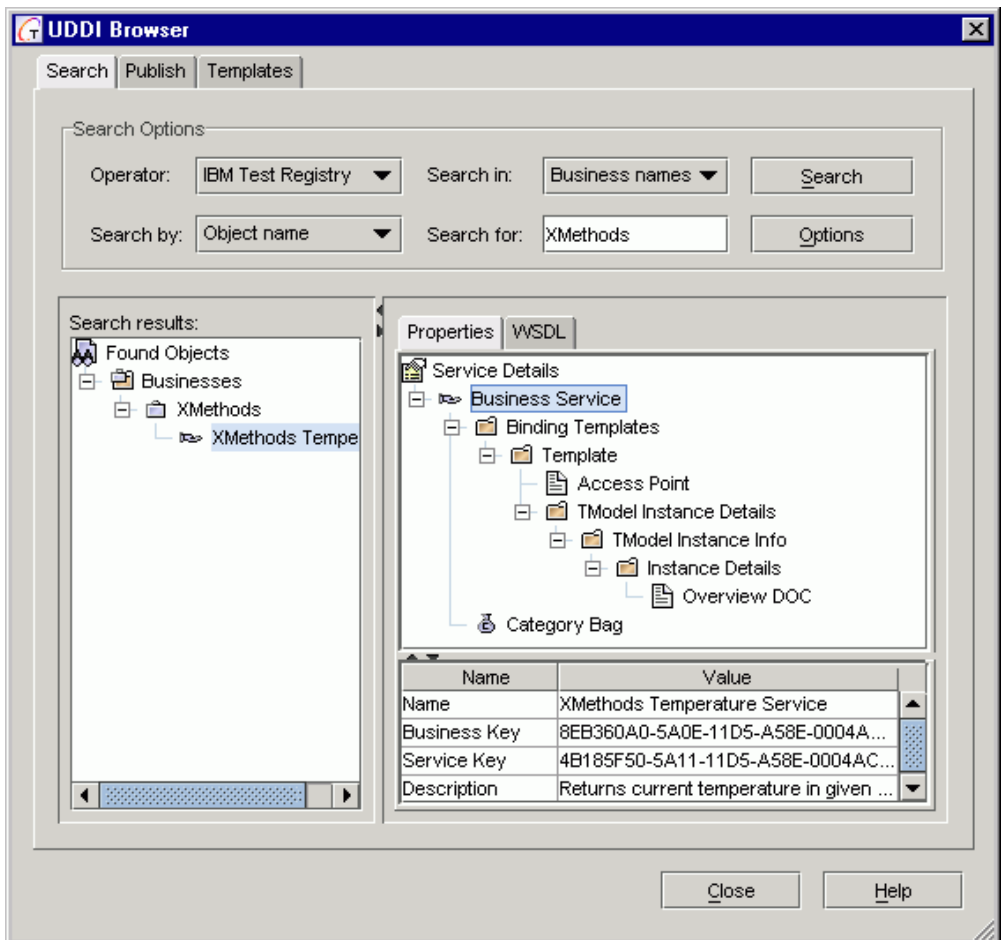 UDDI Browser
Search Publish Templates
Search Options
Operator: IBM Test Registry Search in: Business names Search
Search by: Object name Search for: XMethods Options
Search results:
Found Objects
Businesses
XMethods
XMethods Tempe
Properties WSDL
Service Details
Business Service
Binding Templates
Template
Access Point
TModel Instance Details
TModel Instance Info
Instance Details
Overview DOC
Category Bag
Name Value
Name XMethods Temperature Service
Business Key 8EB360A0-5A0E-11D5-A58E-0004A...
Service Key 4B185F50-5A11-11D5-A58E-0004AC...
Description Returns current temperature in given ...
Close Help